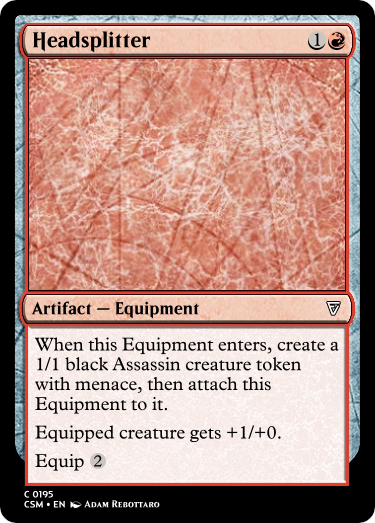 Headsplitter 1
Artifact — Equipment
When this Equipment enters, create a
1/1 black Assassin creature token
with menace, then attach this
Equipment to it.
Equipped creature gets +1/+0.
Equip 2
C 0195
CSM • EN Adam Rebottaro